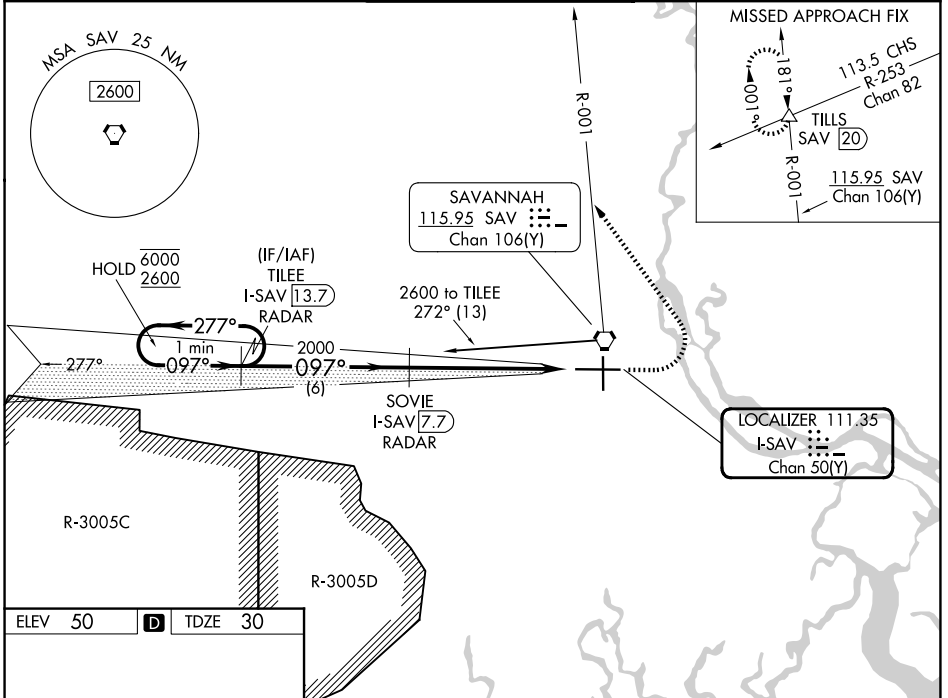 MSA SAV 25 NM
2600
MISSED APPROACH FIX
181°
001°
113.5 CHS
R-253
Chan 82
TILLS
SAV 20
R-001
115.95 SAV
Chan 106(Y)
R-001
SAVANNAH
115.95 SAV
Chan 106(Y)
HOLD 6000
2600
(IF/IAF)
TILEE
I-SAV 13.7
RADAR
2600 to TILEE
272° (13)
277°
1 min
097°
277°
2000
097°
(6)
SOVIE
I-SAV 7.7
RADAR
LOCALIZER 111.35
I-SAV
Chan 50(Y)
R-3005C
R-3005D
ELEV 50 D TDZE 30